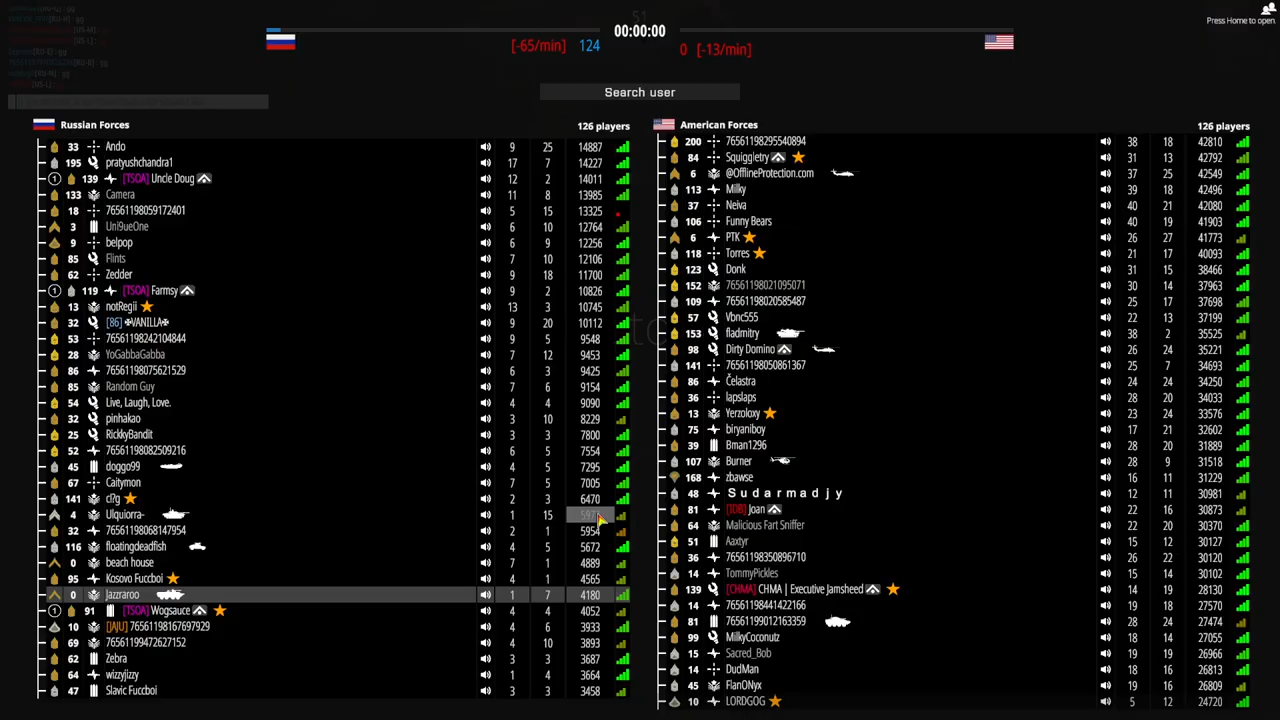 S1
Press Home to open.
00:00:00
[-65/min] 124
0 [-13/min]
Search user
Russian Forces 126 players
33 Ando 9 25 14887
195 pratyushchandra1 17 7 14227
1 139 [TSOA] Uncle Doug 12 2 14011
133 Camera 11 8 13985
18 76561198059172401 5 15 13325
3 Uni9ueOne 6 10 12764
9 belpop 6 9 12256
85 Flints 7 10 12106
62 Zedder 9 18 11700
1 119 [TSOA] Farmsy 9 2 10826
13 notRegii 13 3 10745
32 [86] ✠VANILLA✠ 9 20 10112
53 76561198242104844 9 5 9548
28 YoGabbaGabba 7 12 9453
86 76561198075621529 6 3 9425
85 Random Guy 7 6 9154
54 Live, Laugh, Love. 4 4 9090
32 pinhakao 3 10 8229
25 RickkyBandit 3 3 7800
52 76561198082509216 6 5 7554
45 doggo99 4 5 7295
67 Caitymon 7 5 7005
141 cl?g 2 3 6470
4 Ulquiorra- 1 15
32 76561198068147954 2 1 5954
116 floatingdeadfish 4 5 5672
0 beach house 7 1 4889
95 Kosovo Fuccboi 4 1 4565
0 Jazzraroo 1 7 4180
1 91 [TSOA] Wogsauce 4 4 4052
10 [JAJU] 76561198167697929 4 6 3933
69 76561199472627152 4 10 3893
62 Zebra 3 3 3687
64 wizzyjizzy 1 4 3664
47 Slavic Fuccboi 3 3 3458
American Forces 126 players
200 76561198295540894 38 18 42810
84 Squiggletry 31 13 42792
6 @OfflineProtection.com 37 25 42549
113 Milky 39 18 42496
37 Neiva 40 21 42080
106 Funny Bears 40 19 41903
6 PTK 26 27 41773
118 Torres 21 17 40093
123 Donk 31 15 38466
152 76561198021095071 30 14 37963
109 76561198020585487 25 17 37698
57 Vbnc555 22 13 37199
153 fladmitry 38 2 35525
98 Dirty Domino 26 24 35221
141 76561198050861367 25 7 34693
86 Čelastra 24 24 34250
36 lapslaps 28 20 34033
13 Yerzoloxy 23 24 33576
75 biryaniboy 17 21 32602
39 Bman1296 28 21 31889
107 Burner 28 9 31518
168 zbawse 16 11 31229
48 Sudarmadjy 12 11 30981
81 [IDB] Joan 22 16 30873
64 Malicious Fart Sniffer 22 20 30370
51 Aaxtyr 15 12 30127
36 76561198350896710 26 22 30120
14 TommyPickles 15 14 30102
139 [CHMA] CHMA | Executive Jamsheed 14 19 28130
14 76561198441422166 19 18 27570
81 76561199012163359 28 24 27474
99 MilkyCoconutz 18 14 27055
15 Sacred_Bob 19 19 26966
14 DudMan 16 18 26813
45 FlanONyx 19 16 26809
10 LORDGOG 5 12 24720